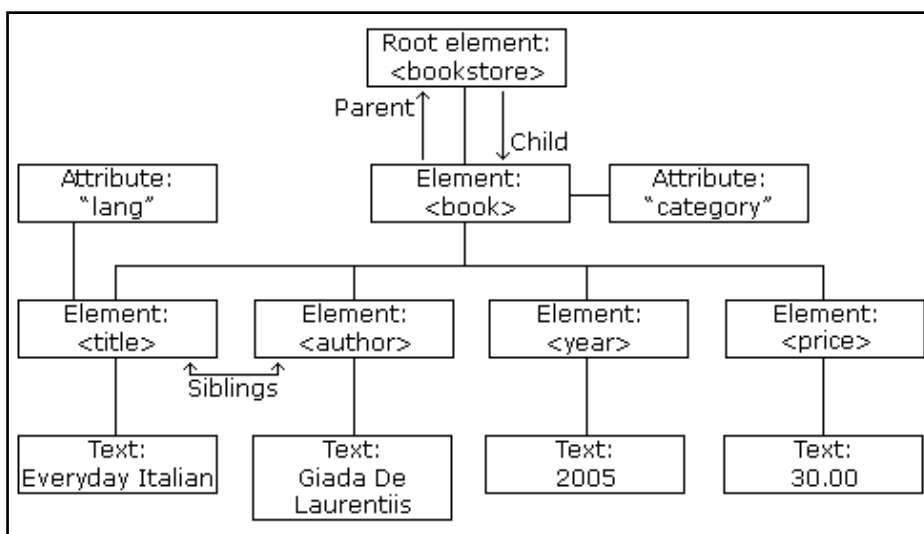 Root element:
<bookstore>
Parent
Child
Attribute:
“lang”
Element:
<book>
Attribute:
“category”
Element:
<title>
Element:
<author>
Element:
<year>
Element:
<price>
Siblings
Text:
Everyday Italian
Text:
Giada De
Laurentiis
Text:
2005
Text:
30.00